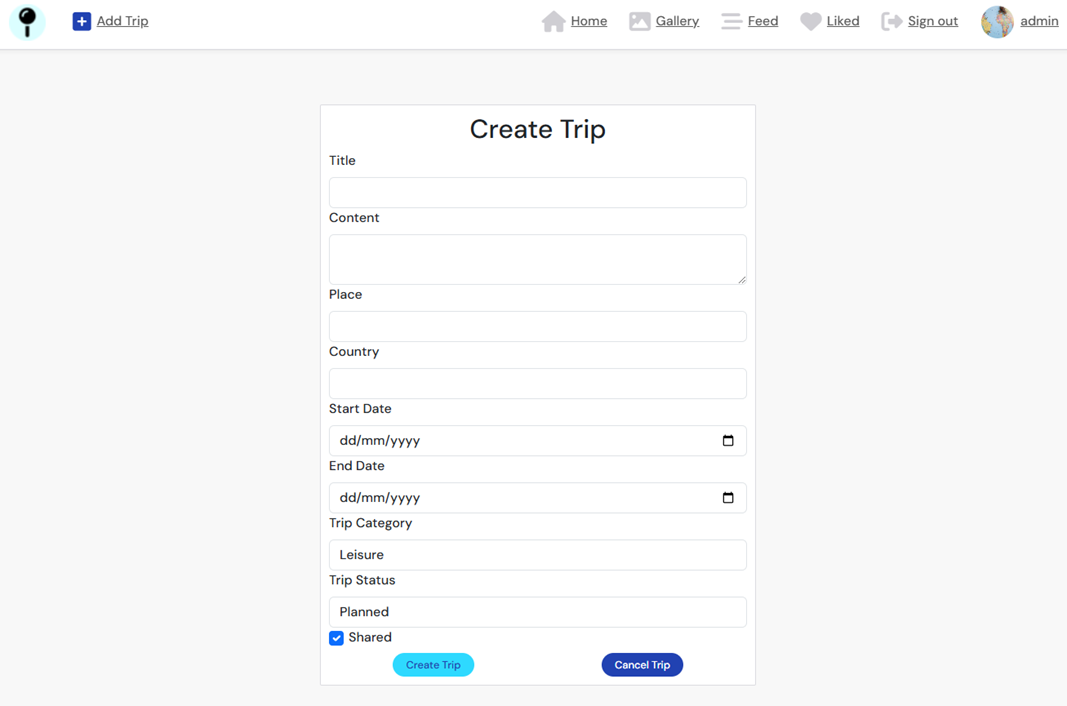 Add Trip Home Gallery Feed Liked Sign out admin
Create Trip
Title
Content
Place
Country
Start Date
dd/mm/yyyy
End Date
dd/mm/yyyy
Trip Category
Leisure
Trip Status
Planned
Shared
Create Trip Cancel Trip